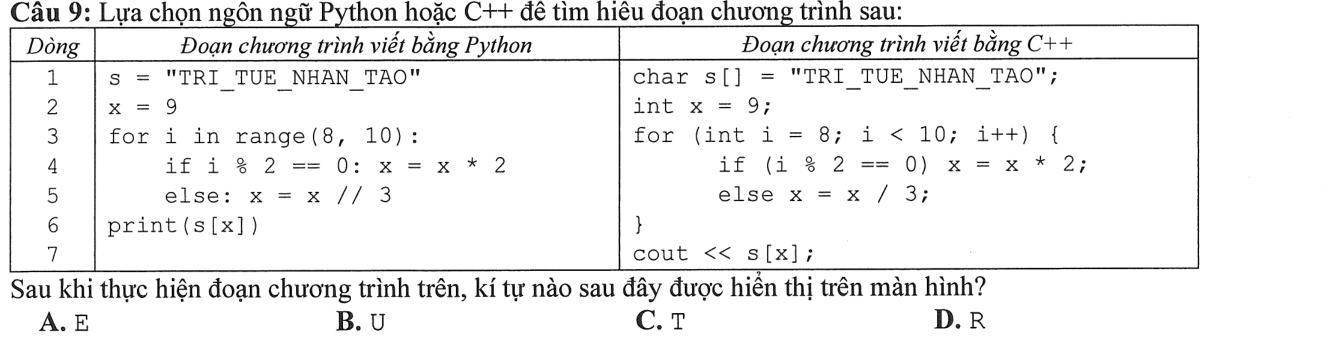 Câu 9: Lựa chọn ngôn ngữ Python hoặc C++ để tìm hiểu đoạn chương trình sau:
Dòng Đoạn chương trình viết bằng Python Đoạn chương trình viết bằng C++
1 s = "TRI_TUE_NHAN_TAO" char s[] = "TRI_TUE_NHAN_TAO";
2 x = 9 int x = 9;
3 for i in range(8, 10): for (int i = 8; i < 10; i++) {
4 if i % 2 == 0: x = x * 2 if (i % 2 == 0) x = x * 2;
5 else: x = x // 3 else x = x / 3;
6 print(s[x]) }
7 cout << s[x];
Sau khi thực hiện đoạn chương trình trên, kí tự nào sau đây được hiển thị trên màn hình?
A. E B. U C. T D. R